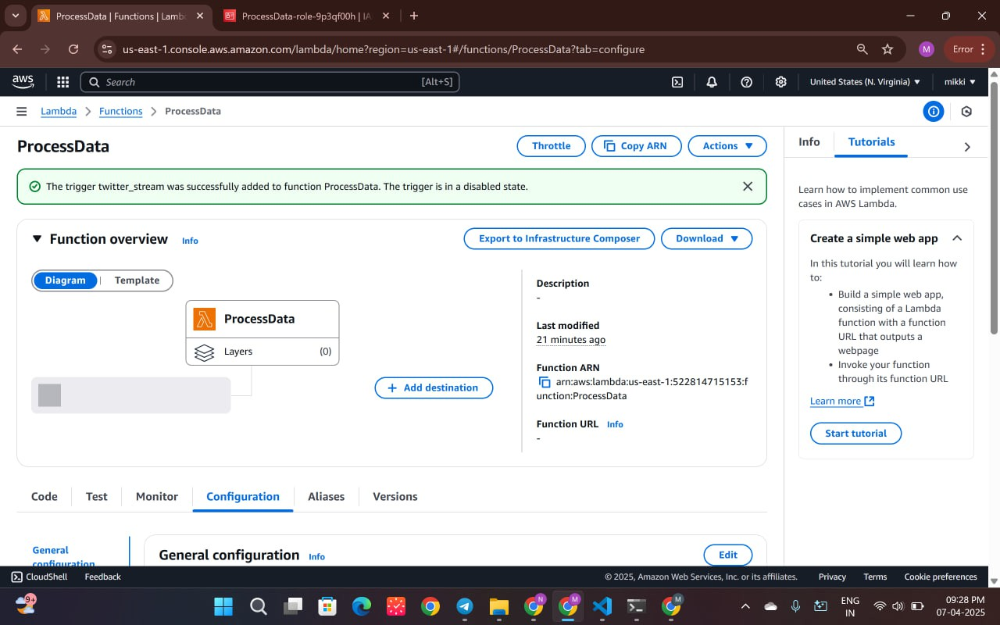 ProcessData | Functions | Lamb
ProcessData-role-9p3qf00h | IA
us-east-1.console.aws.amazon.com/lambda/home?region=us-east-1#/functions/ProcessData?tab=configure
M
Error
aws
Search
[Alt+S]
United States (N. Virginia)
mikki
Lambda
Functions
ProcessData
ProcessData
Throttle
Copy ARN
Actions
Info
Tutorials
The trigger twitter_stream was successfully added to function ProcessData. The trigger is in a disabled state.
Learn how to implement common use
cases in AWS Lambda.
Function overview
Info
Export to Infrastructure Composer
Download
Create a simple web app
In this tutorial you will learn how
to:
• Build a simple web app,
consisting of a Lambda
function with a function
URL that outputs a
webpage
• Invoke your function
through its function URL
Learn more
Start tutorial
Diagram
Template
ProcessData
Layers
(0)
+ Add destination
Description
-
Last modified
21 minutes ago
Function ARN
arn:aws:lambda:us-east-1:522814715153:f
unction:ProcessData
Function URL
Info
-
Code
Test
Monitor
Configuration
Aliases
Versions
General
configuration
General configuration
Info
Edit
CloudShell
Feedback
© 2025, Amazon Web Services, Inc. or its affiliates.
Privacy
Terms
Cookie preferences
9+
N
M
M
ENG
IN
09:28 PM
07-04-2025